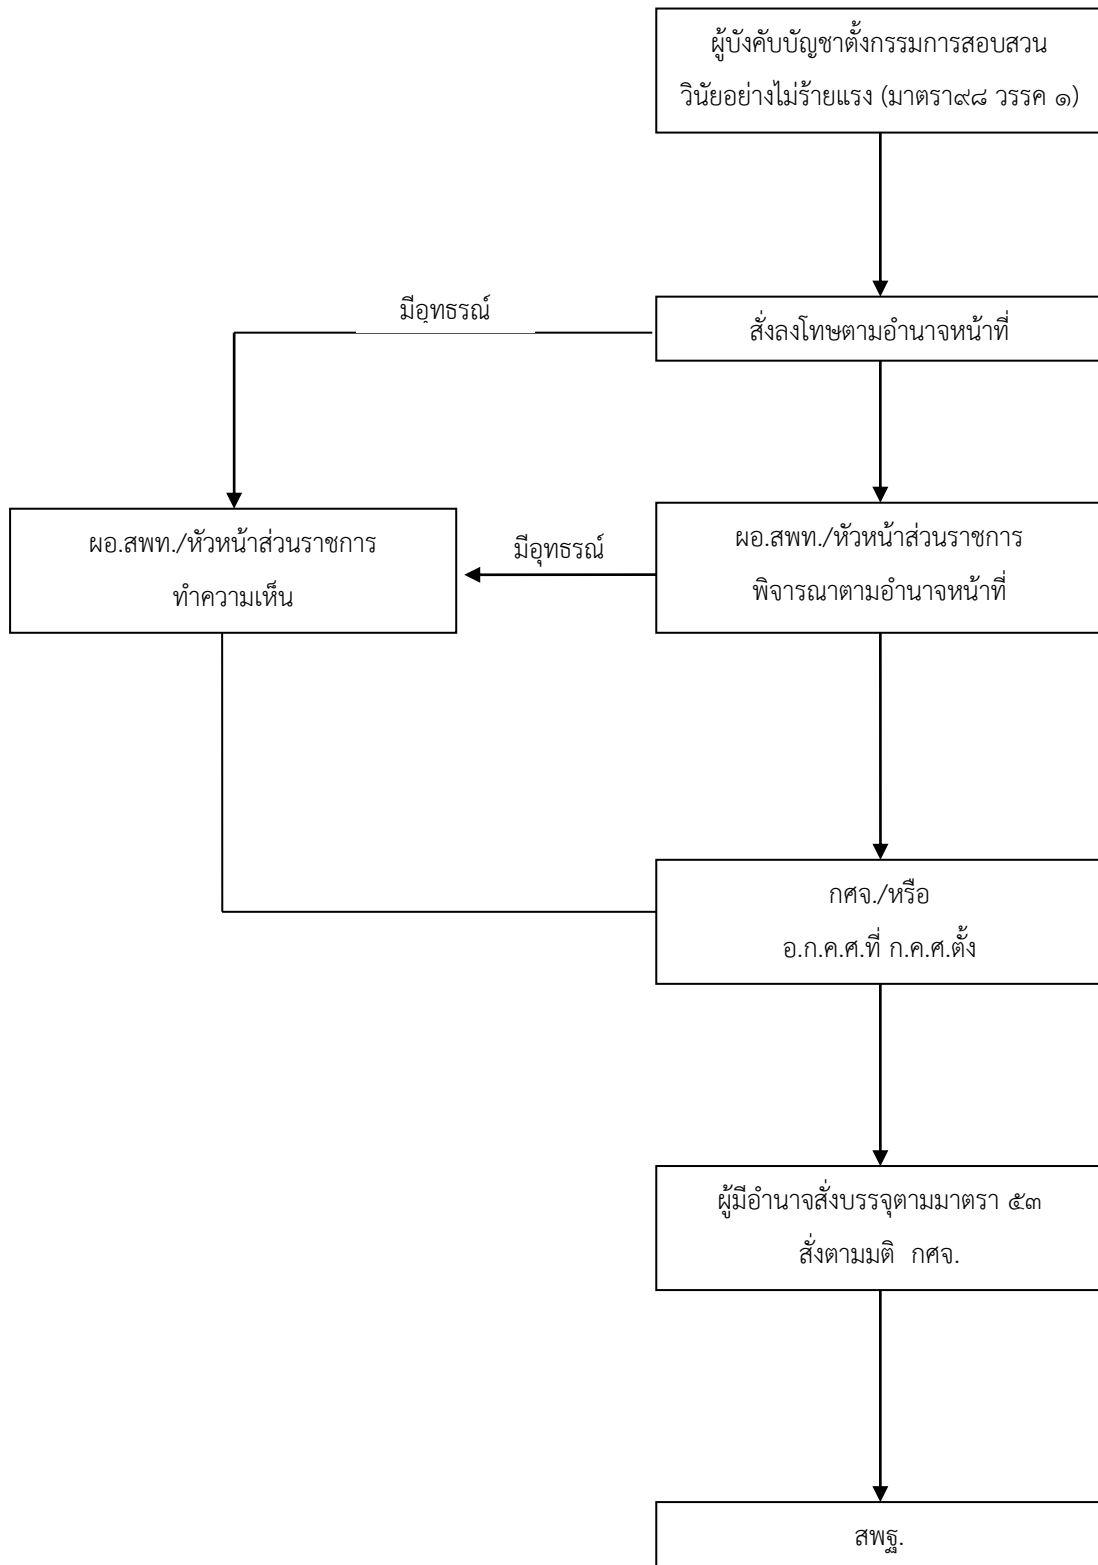 ผู้บังคับบัญชาตั้งกรรมการสอบสวน
วินัยอย่างไม่ร้ายแรง (มาตรา๙๘ วรรค ๑)
มีอุทธรณ์
สั่งลงโทษตามอำนาจหน้าที่
ผอ.สพท./หัวหน้าส่วนราชการ
ทำความเห็น
มีอุทธรณ์
ผอ.สพท./หัวหน้าส่วนราชการ
พิจารณาตามอำนาจหน้าที่
กศจ./หรือ
อ.ก.ค.ศ.ที่ ก.ค.ศ.ตั้ง
ผู้มีอำนาจสั่งบรรจุตามมาตรา ๕๓
สั่งตามมติ กศจ.
สพฐ.